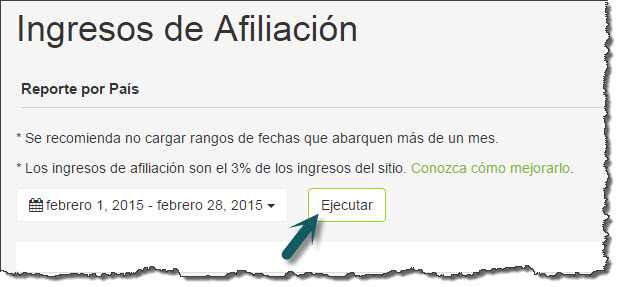 Ingresos de Afiliación
Reporte por País
* Se recomienda no cargar rangos de fechas que abarquen más de un mes.
* Los ingresos de afiliación son el 3% de los ingresos del sitio. Conozca cómo mejorarlo.
febrero 1, 2015 - febrero 28, 2015 Ejecutar